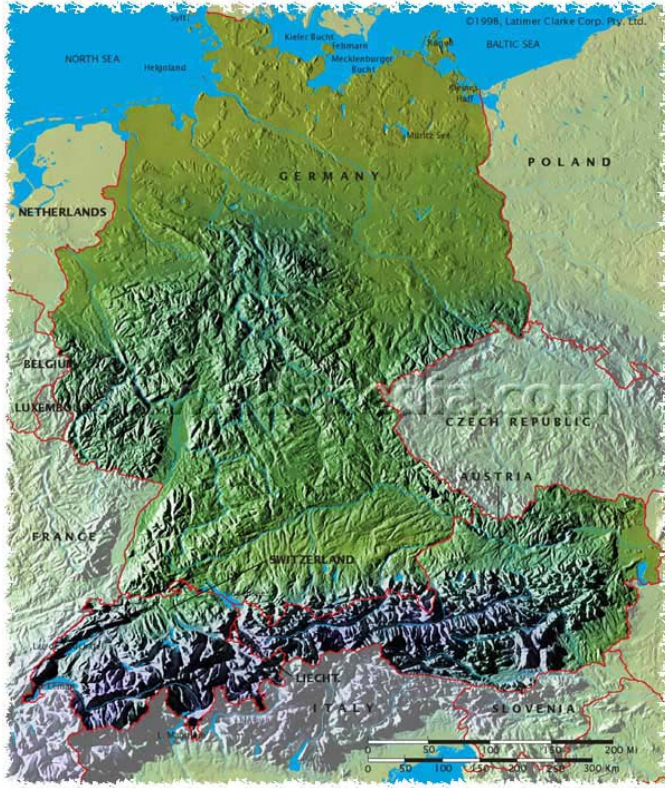 Sylt
©1998, Latimer Clarke Corp. Pty. Ltd.
Kieler Bucht
Fehmarn
Rügen
BALTIC SEA
NORTH SEA
Helgoland
Mecklenburger
Bucht
Haff
Müritz See
POLAND
GERMANY
NETHERLANDS
BELGIUM
LUXEMBOURG
CZECH REPUBLIC
AUSTRIA
FRANCE
SWITZERLAND
LIECHT.
ITALY
SLOVENIA
0 50 100 150 200 Mi
0 50 100 150 200 250 300 Km